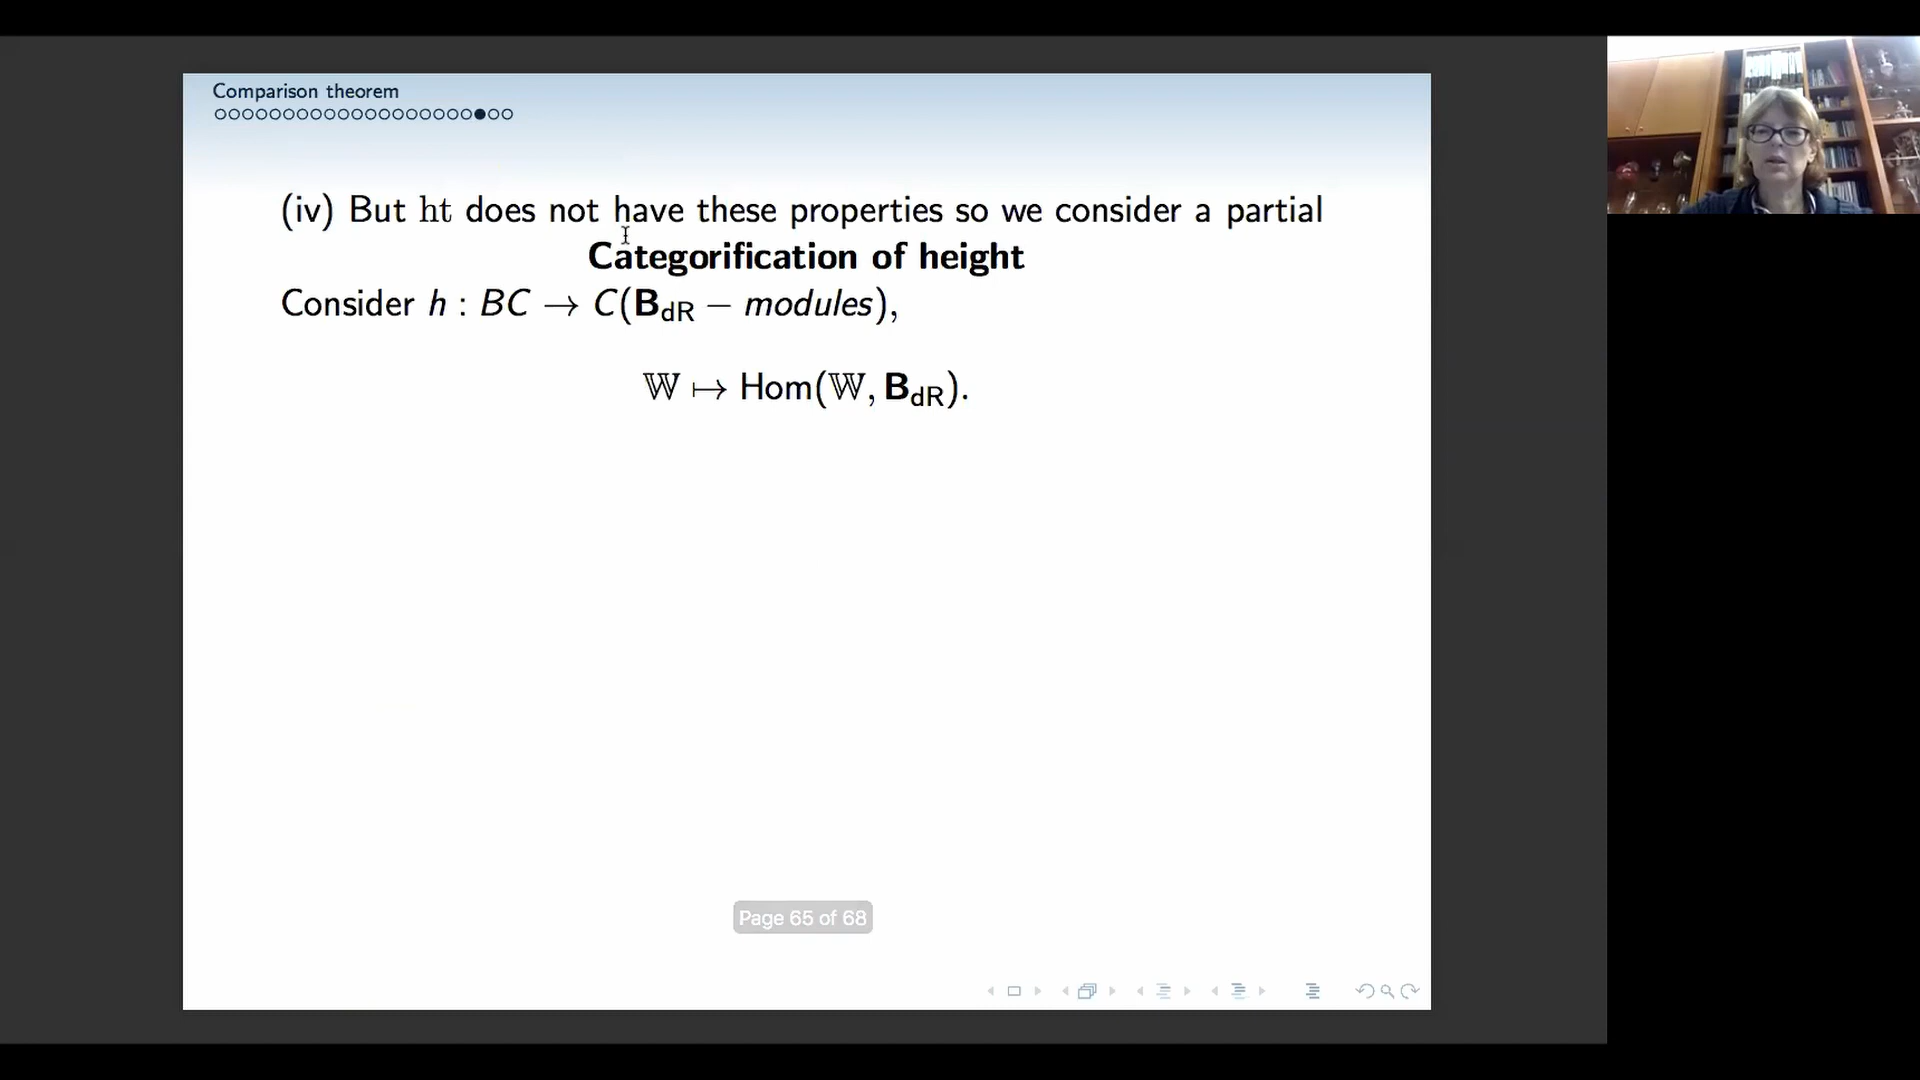 Comparison theorem
(iv) But ht does not have these properties so we consider a partial
Categorification of height
Consider h : BC → C(B_dR − modules),
𝕎 ↦ Hom(𝕎, B_dR).
Page 65 of 68